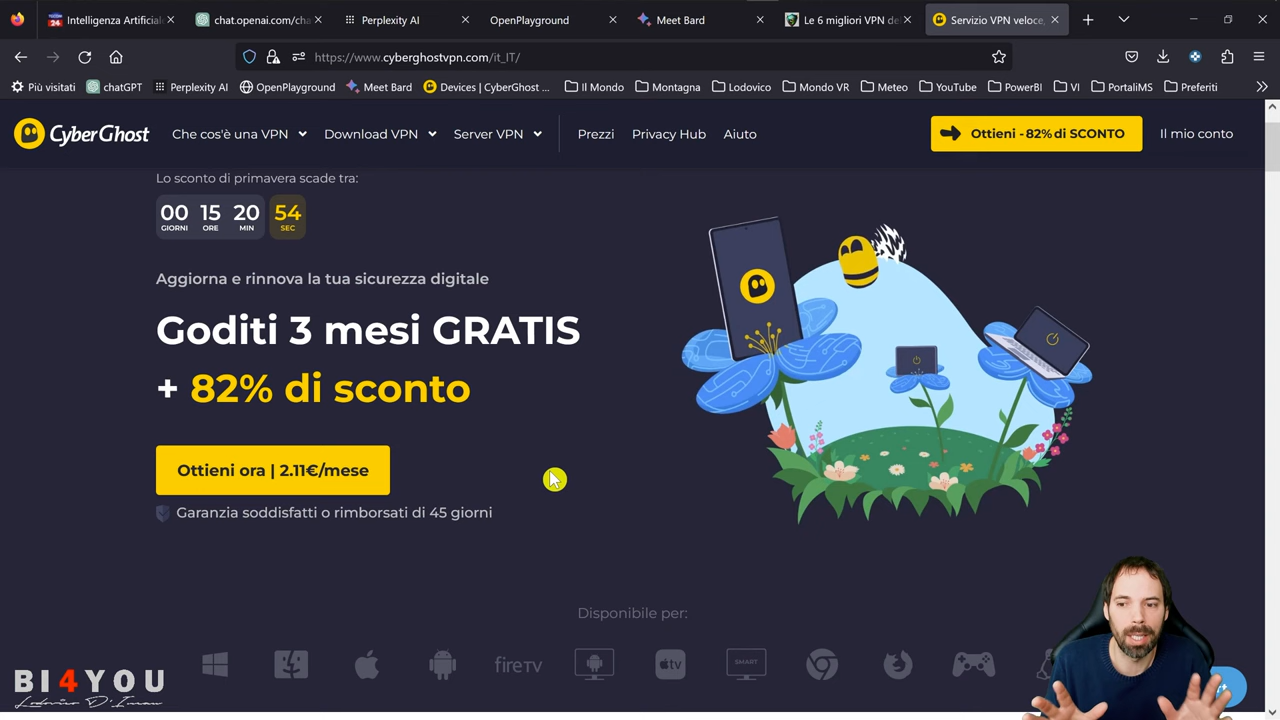 Intelligenza Artificial
chat.openai.com/cha
Perplexity AI
OpenPlayground
Meet Bard
Le 6 migliori VPN de
Servizio VPN veloce,
https://www.cyberghostvpn.com/it_IT/
Più visitati
chatGPT
Perplexity AI
OpenPlayground
Meet Bard
Devices | CyberGhost ...
Il Mondo
Montagna
Lodovico
Mondo VR
Meteo
YouTube
PowerBI
VI
PortaliMS
Preferiti
CyberGhost
Che cos'è una VPN
Download VPN
Server VPN
Prezzi
Privacy Hub
Aiuto
Ottieni -82% di SCONTO
Il mio conto
Lo sconto di primavera scade tra:
00 15 20 54
GIORNI ORE MIN SEC
Aggiorna e rinnova la tua sicurezza digitale
Goditi 3 mesi GRATIS
+ 82% di sconto
Ottieni ora | 2.11€/mese
Garanzia soddisfatti o rimborsati di 45 giorni
Disponibile per:
fireTV
tv
SMART
BI4YOU